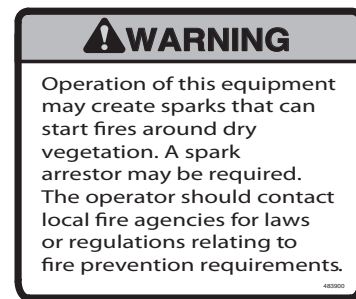 WARNING
Operation of this equipment
may create sparks that can
start fires around dry
vegetation. A spark
arrestor may be required.
The operator should contact
local fire agencies for laws
or regulations relating to
fire prevention requirements.
483900